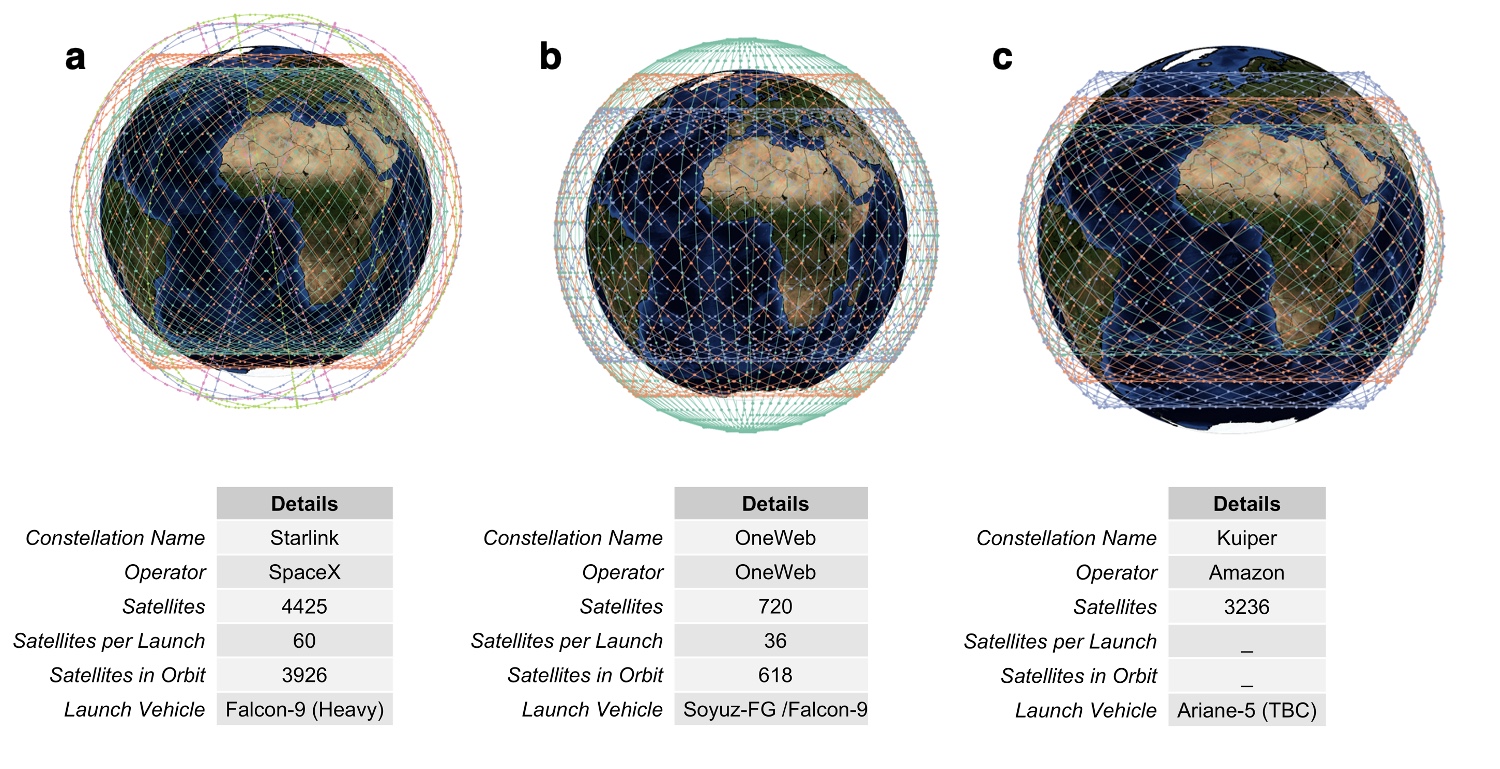 a
b
c
Details
Constellation Name Starlink
Operator SpaceX
Satellites 4425
Satellites per Launch 60
Satellites in Orbit 3926
Launch Vehicle Falcon-9 (Heavy)
Details
Constellation Name OneWeb
Operator OneWeb
Satellites 720
Satellites per Launch 36
Satellites in Orbit 618
Launch Vehicle Soyuz-FG /Falcon-9
Details
Constellation Name Kuiper
Operator Amazon
Satellites 3236
Satellites per Launch _
Satellites in Orbit _
Launch Vehicle Ariane-5 (TBC)